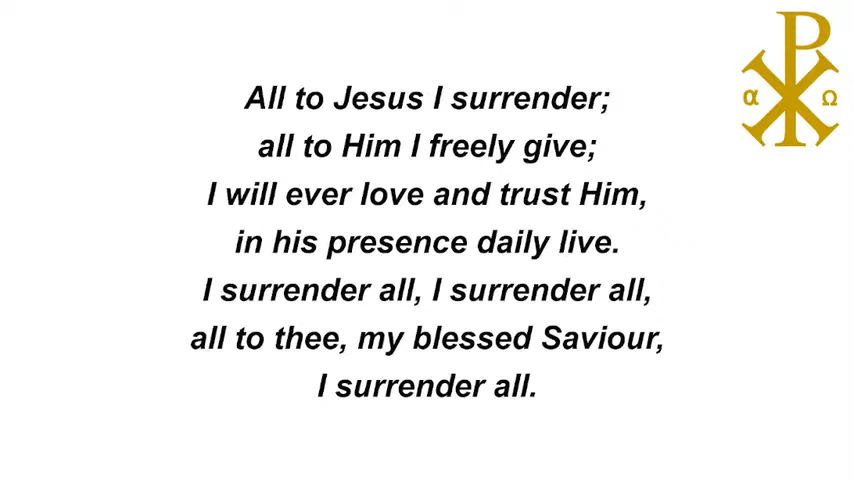 All to Jesus I surrender;
all to Him I freely give;
I will ever love and trust Him,
in his presence daily live.
I surrender all, I surrender all,
all to thee, my blessed Saviour,
I surrender all.
α Ω